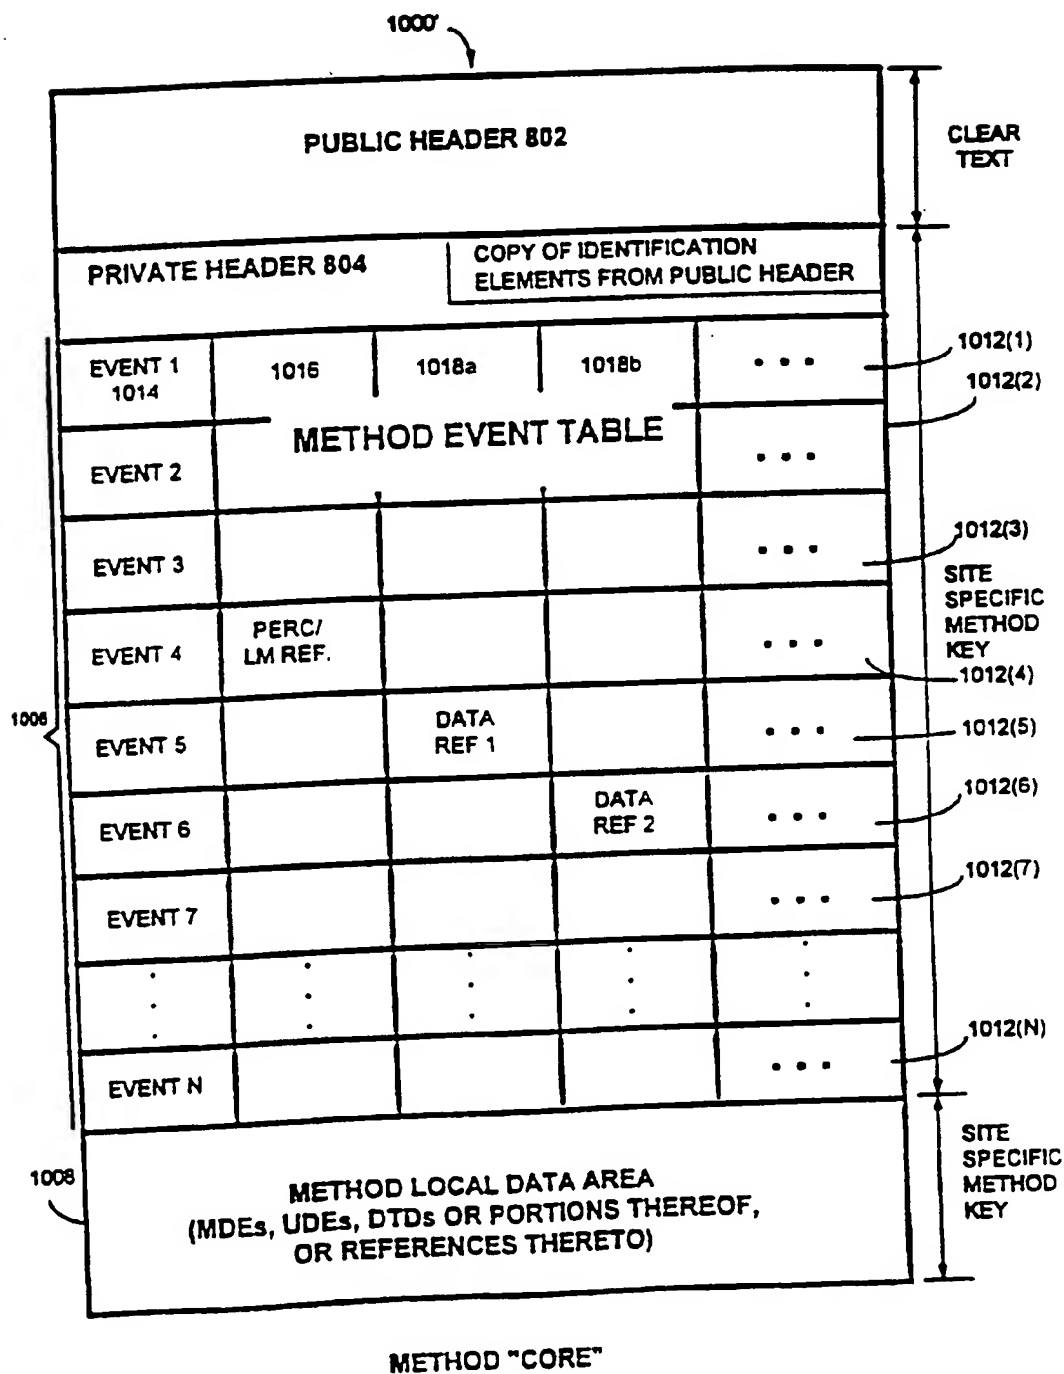 1000'
PUBLIC HEADER 802
CLEAR
TEXT
PRIVATE HEADER 804
COPY OF IDENTIFICATION
ELEMENTS FROM PUBLIC HEADER
EVENT 1
1014
1016
1018a
1018b
• • •
1012(1)
1012(2)
METHOD EVENT TABLE
EVENT 2
• • •
EVENT 3
• • •
1012(3)
SITE
SPECIFIC
METHOD
KEY
EVENT 4
PERC/
LM REF.
• • •
1012(4)
1006
EVENT 5
DATA
REF 1
• • •
1012(5)
EVENT 6
DATA
REF 2
• • •
1012(6)
EVENT 7
• • •
1012(7)
EVENT N
• • •
1012(N)
1008
METHOD LOCAL DATA AREA
(MDEs, UDEs, DTDs OR PORTIONS THEREOF,
OR REFERENCES THERETO)
SITE
SPECIFIC
METHOD
KEY
METHOD "CORE"